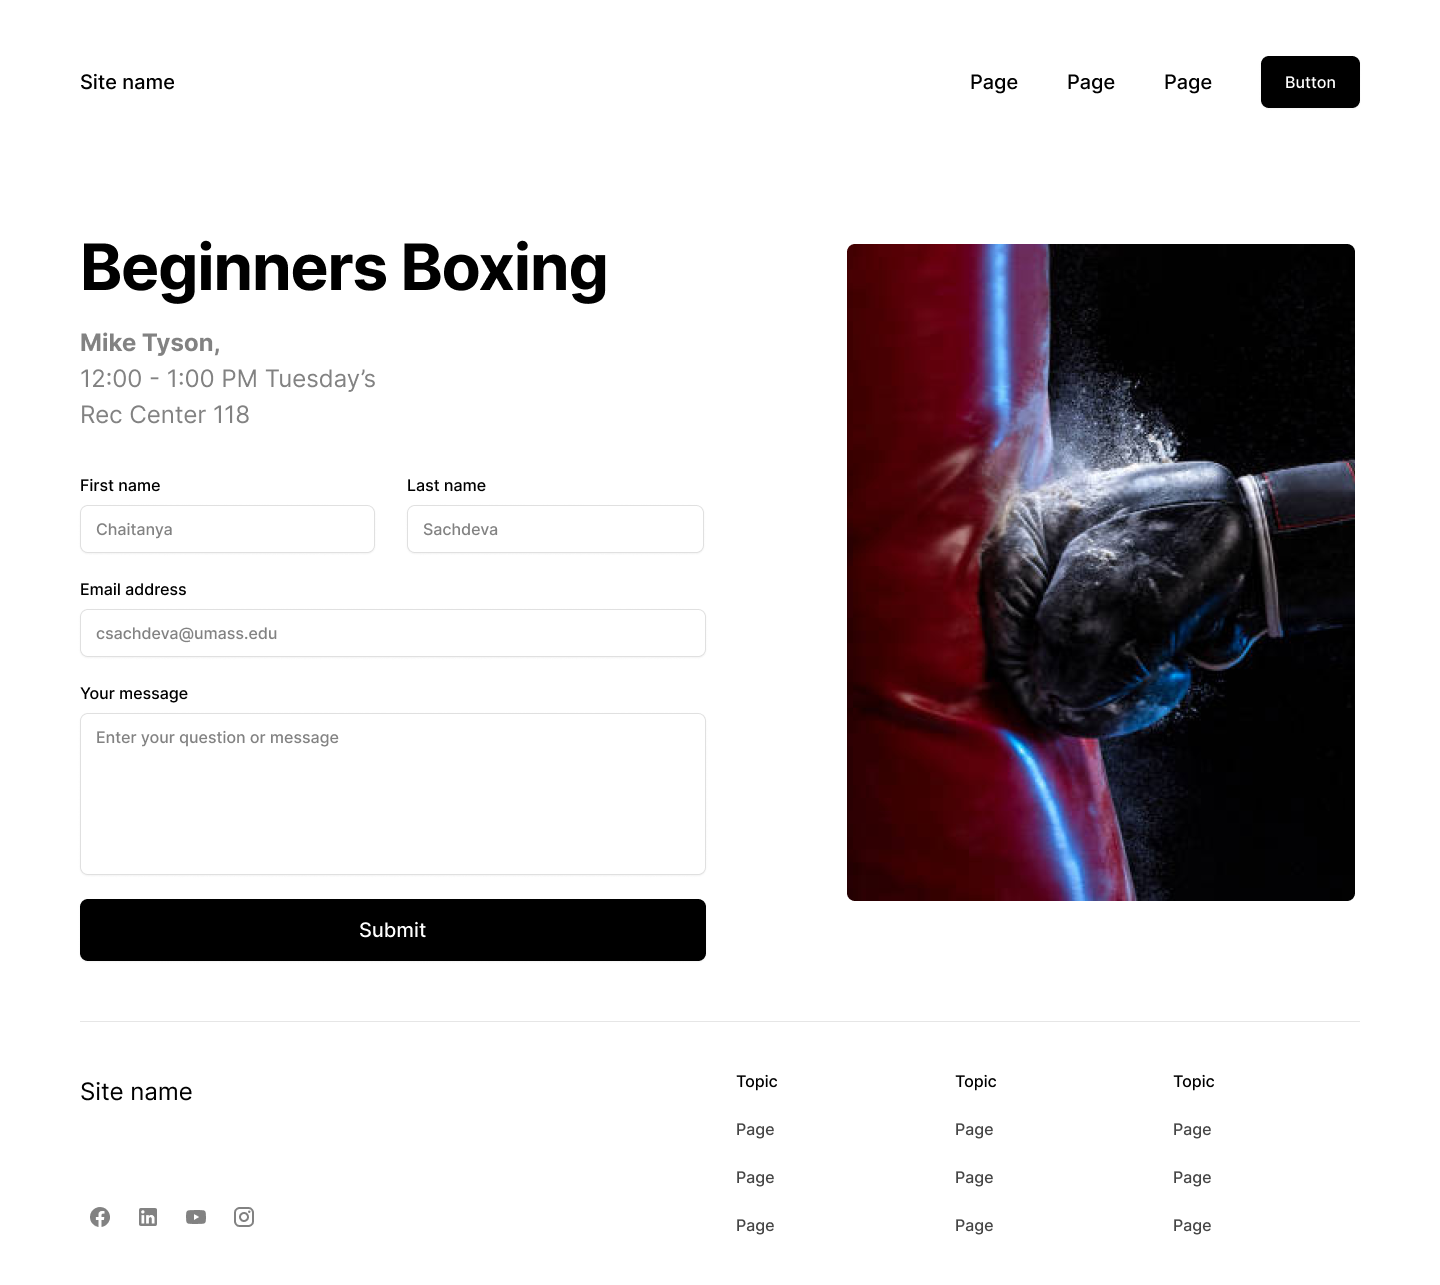 Site name
Page Page Page Button
Beginners Boxing
Mike Tyson,
12:00 - 1:00 PM Tuesday’s
Rec Center 118
First name Last name
Chaitanya Sachdeva
Email address
csachdeva@umass.edu
Your message
Enter your question or message
Submit
Site name
Topic Topic Topic
Page Page Page
Page Page Page
Page Page Page